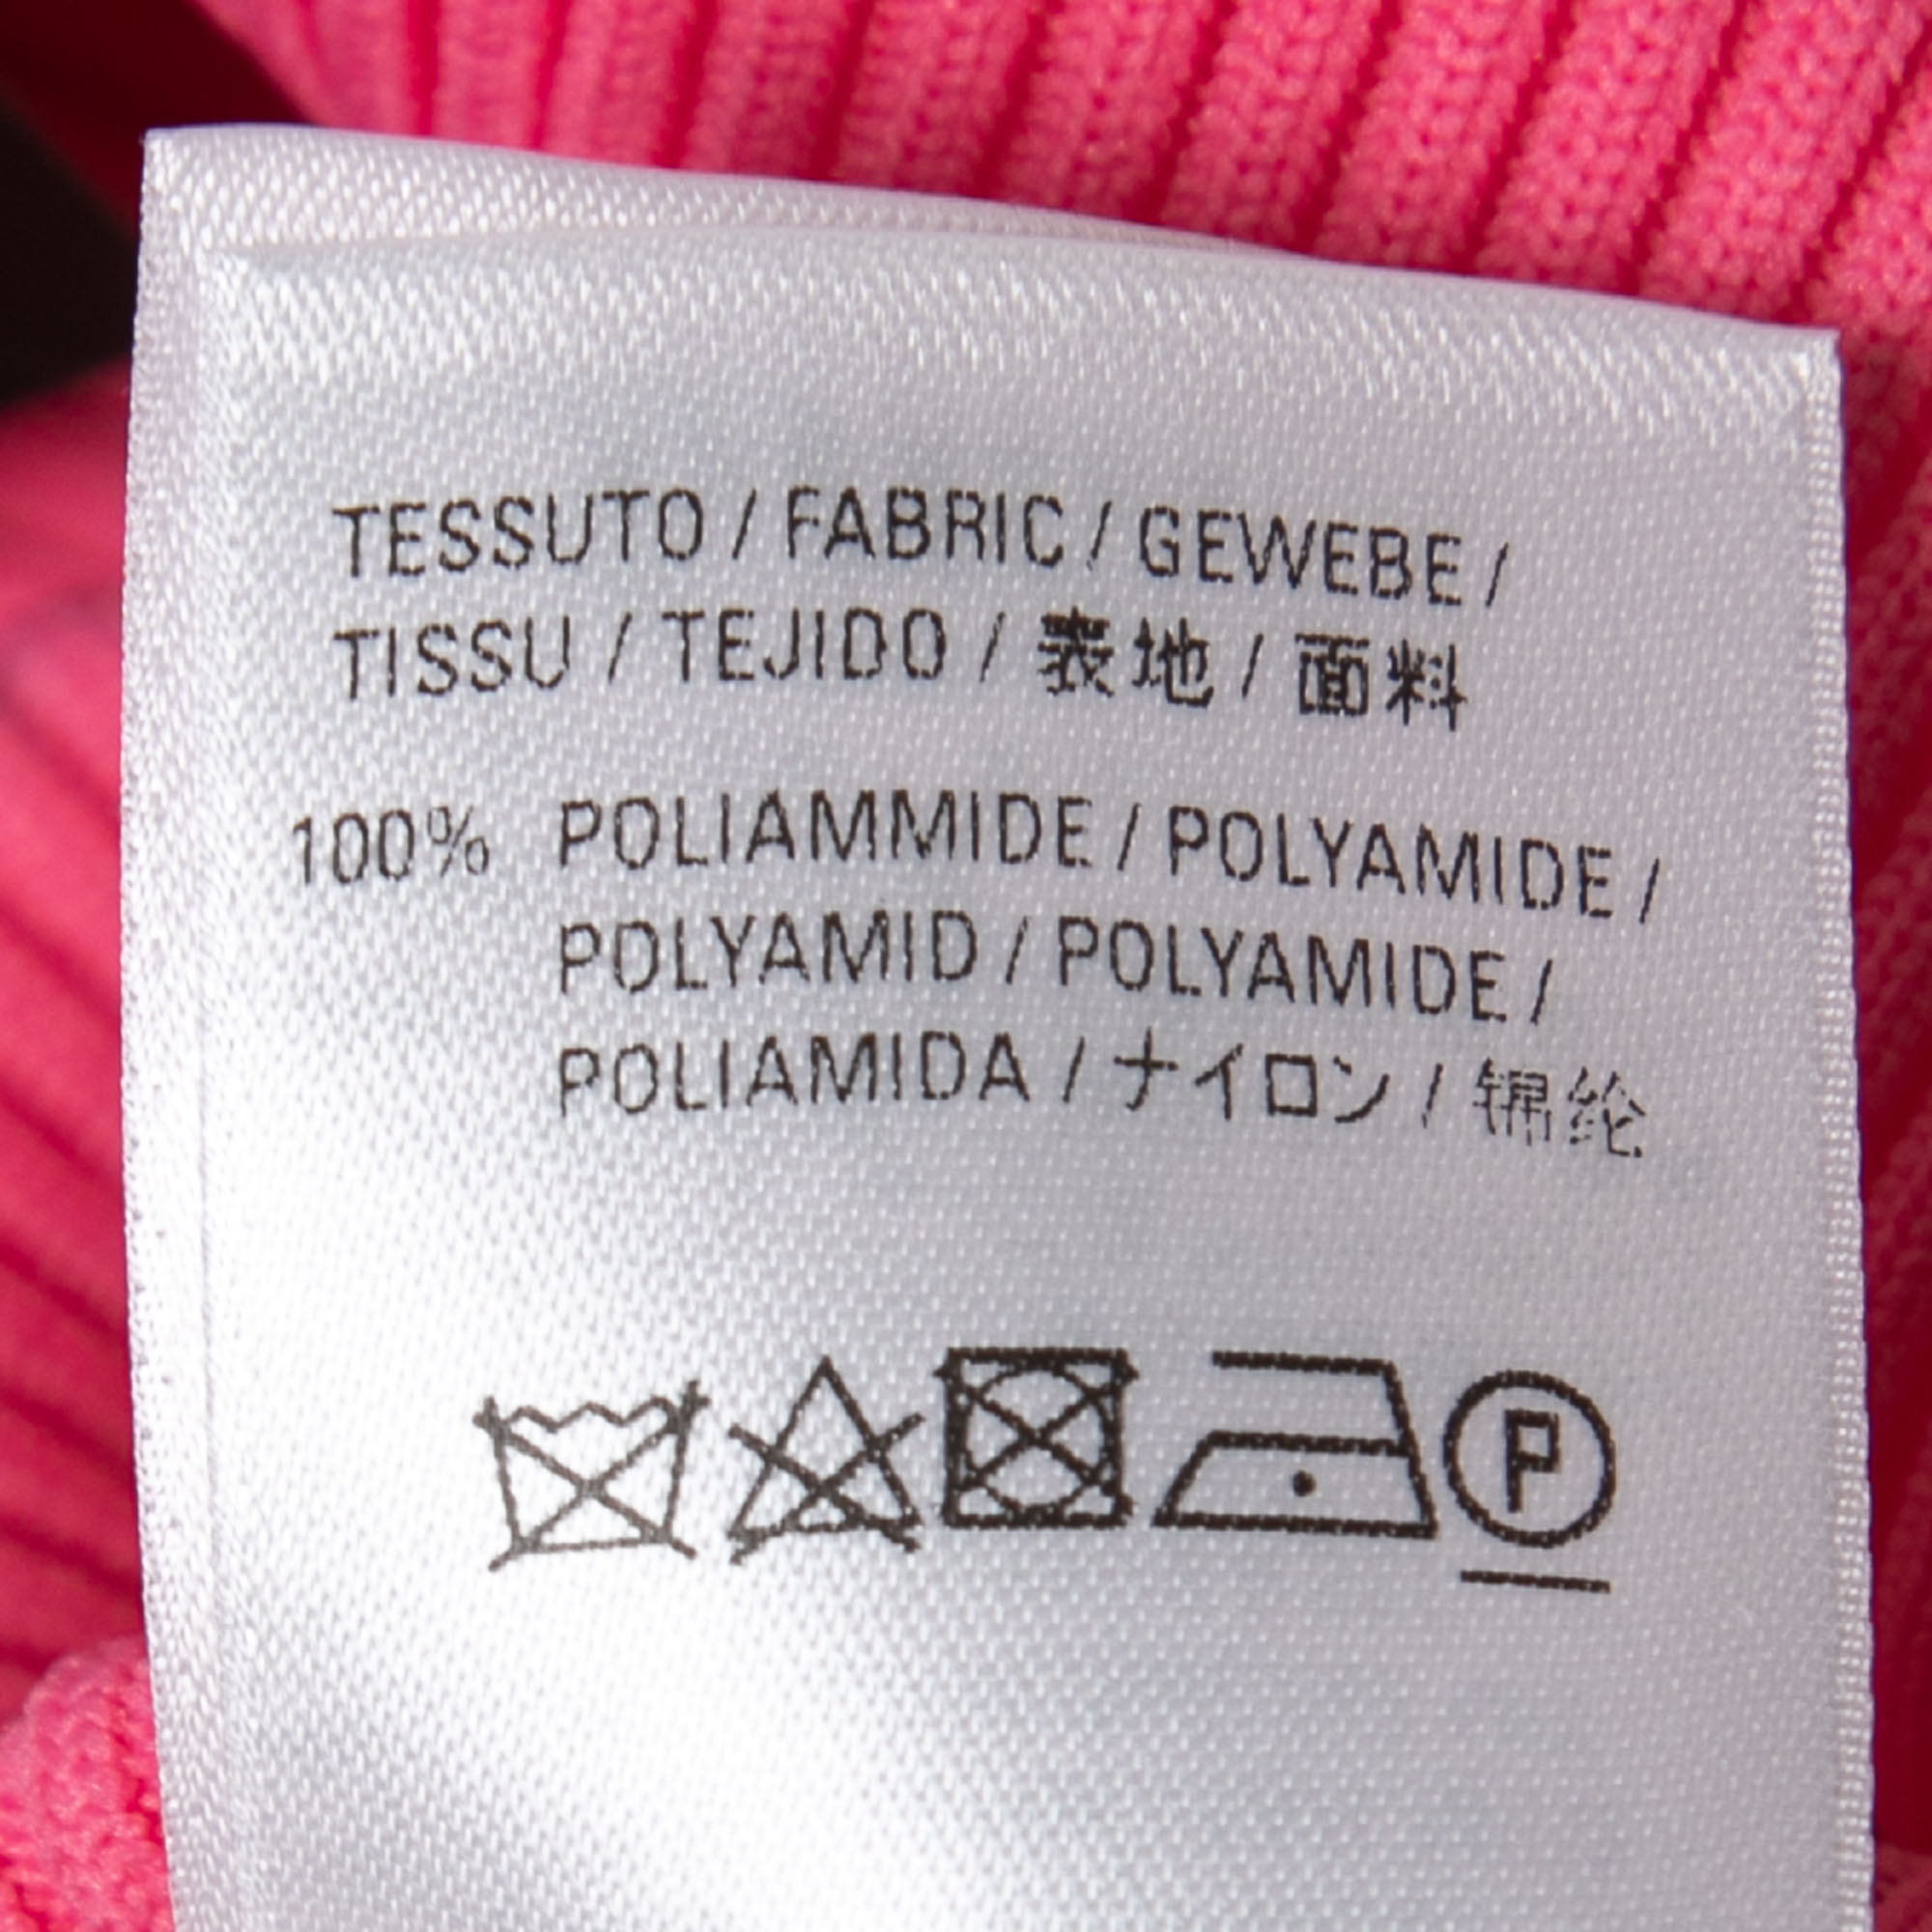 TESSUTO / FABRIC / GEWEBE /
TISSU / TEJIDO / 表地 / 面料
100% POLIAMMIDE / POLYAMIDE /
POLYAMID / POLYAMIDE /
POLIAMIDA / ナイロン / 锦纶
P